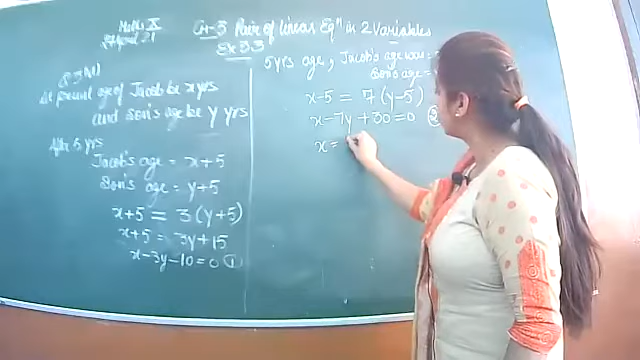 Maths X
Ch-3 Pair of linear Eqn in 2 Variables
Ex 3.3
Let present age of Jacob be x yrs
and son's age be y yrs
After 5 yrs
Jacob's age = x+5
Son's age = y+5
x+5 = 3(y+5)
x+5 = 3y+15
x-3y-10=0 ①
5 yrs ago, Jacob's age was =
Son's age =
x-5 = 7(y-5)
x-7y+30=0 ②
x =